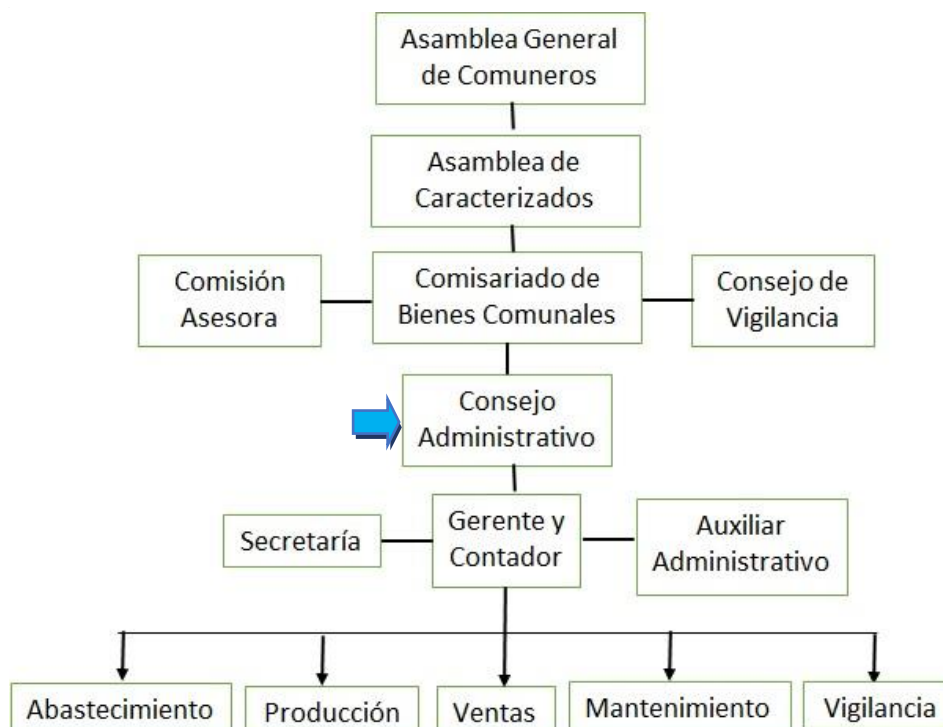 Asamblea General
de Comuneros
Asamblea de
Caracterizados
Comisión
Asesora
Comisariado de
Bienes Comunales
Consejo de
Vigilancia
Consejo
Administrativo
Secretaría
Gerente y
Contador
Auxiliar
Administrativo
Abastecimiento
Producción
Ventas
Mantenimiento
Vigilancia